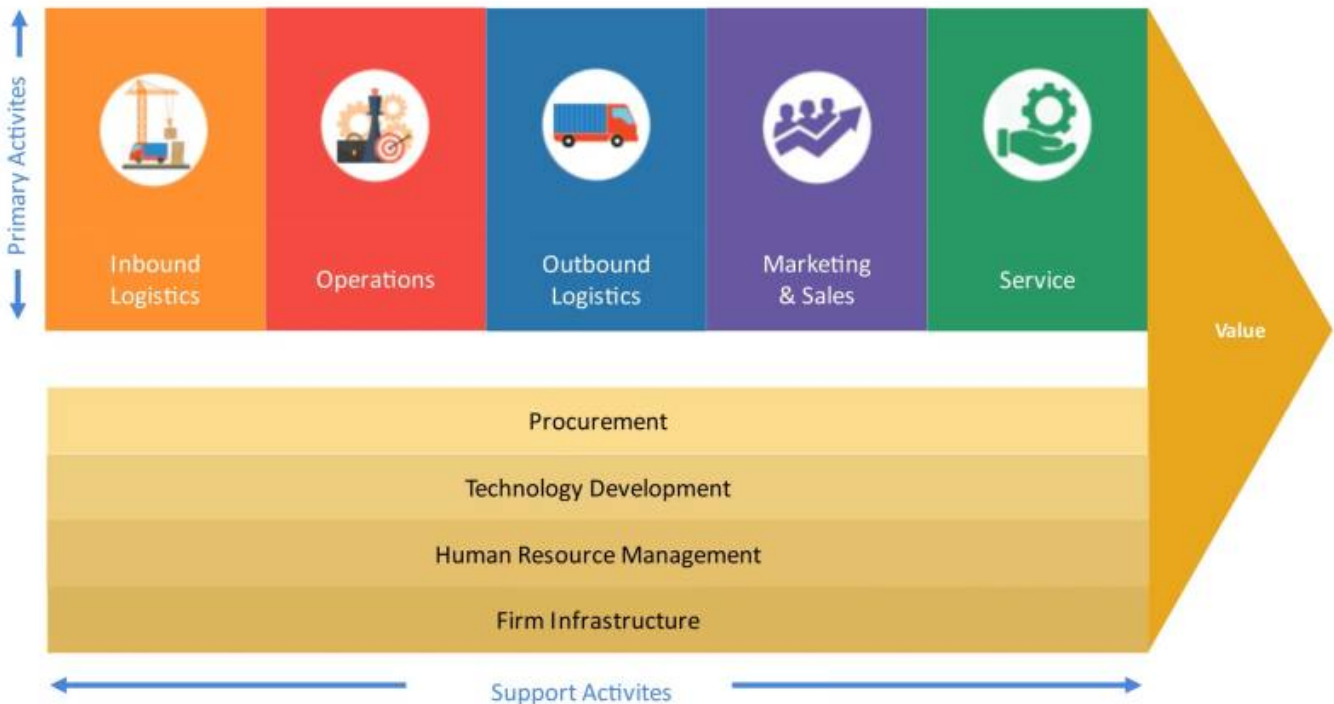 Primary Activites
Inbound
Logistics
Operations
Outbound
Logistics
Marketing
& Sales
Service
Value
Procurement
Technology Development
Human Resource Management
Firm Infrastructure
Support Activites